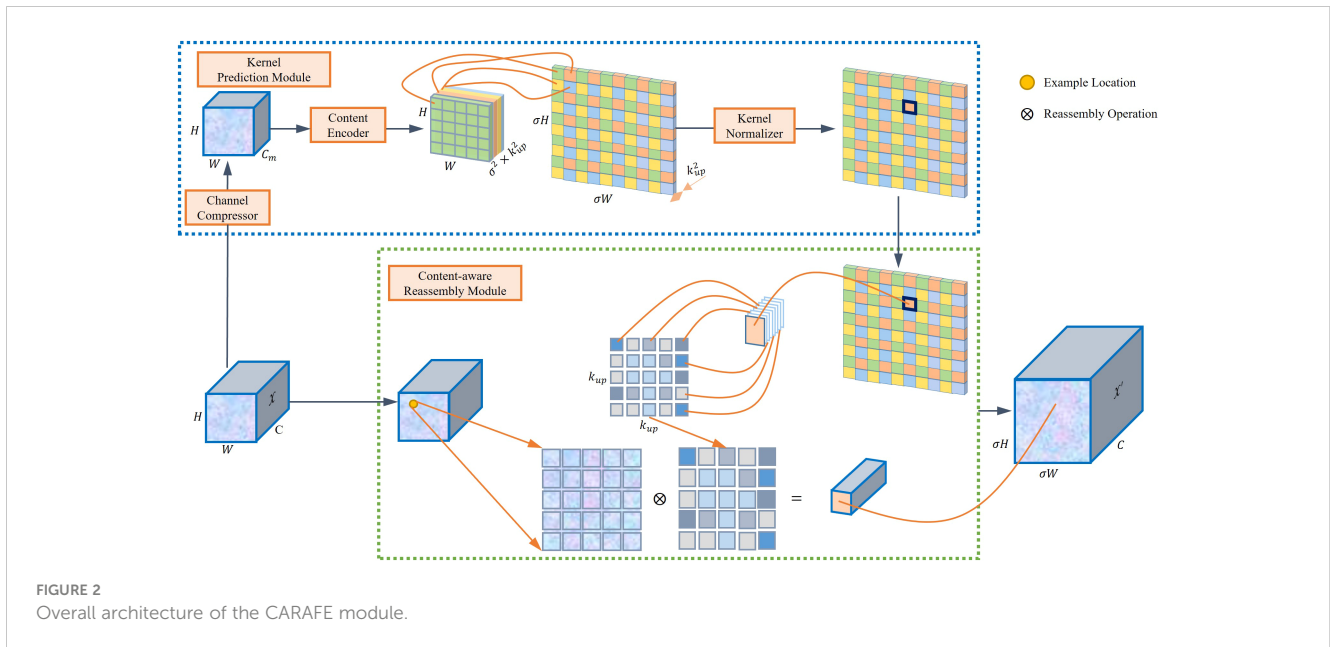 Kernel
Prediction Module
H
W
C_m
Content
Encoder
H
W
σ² × k²_up
σH
σW
k²_up
Kernel
Normalizer
Example Location
⊗ Reassembly Operation
Channel
Compressor
Content-aware
Reassembly Module
k_up
k_up
H
W
C
𝒳
⊗
=
σH
σW
C
𝒳′
FIGURE 2
Overall architecture of the CARAFE module.